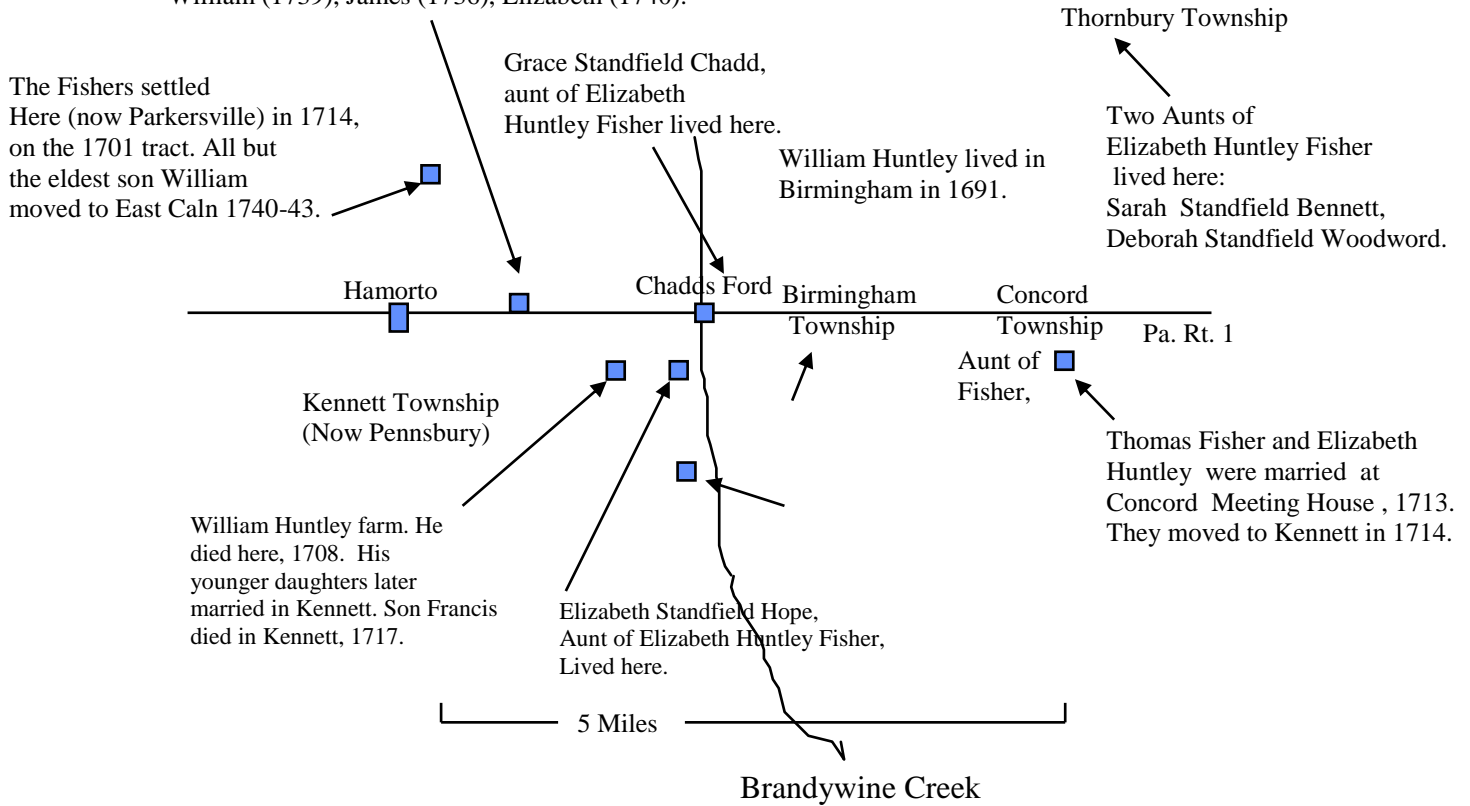 William (1739), James (1736), Elizabeth (1740).
Thornbury Township
The Fishers settled
Here (now Parkersville) in 1714,
on the 1701 tract. All but
the eldest son William
moved to East Caln 1740-43.
Grace Standfield Chadd,
aunt of Elizabeth
Huntley Fisher lived here.
William Huntley lived in
Birmingham in 1691.
Two Aunts of
Elizabeth Huntley Fisher
lived here:
Sarah Standfield Bennett,
Deborah Standfield Woodword.
Hamorto
Chadds Ford
Birmingham
Township
Concord
Township
Pa. Rt. 1
Aunt of
Fisher,
Kennett Township
(Now Pennsbury)
Thomas Fisher and Elizabeth
Huntley were married at
Concord Meeting House , 1713.
They moved to Kennett in 1714.
William Huntley farm. He
died here, 1708. His
younger daughters later
married in Kennett. Son Francis
died in Kennett, 1717.
Elizabeth Standfield Hope,
Aunt of Elizabeth Huntley Fisher,
Lived here.
5 Miles
Brandywine Creek